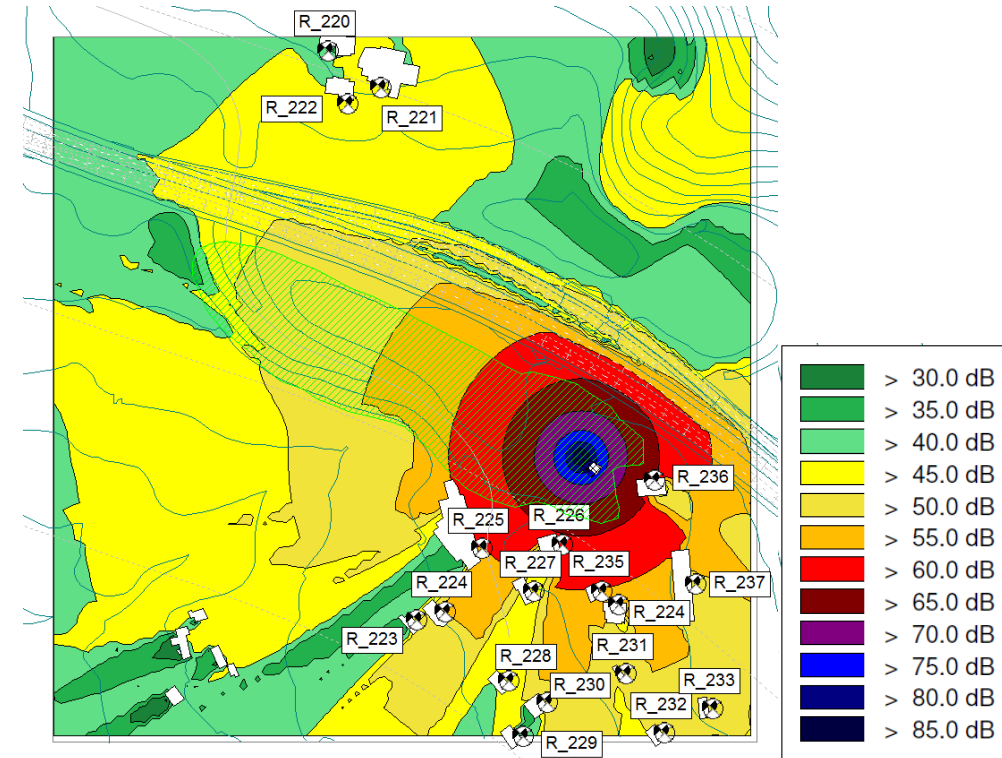 R_220
R_222
R_221
R_236
R_225
R_226
R_227
R_235
R_237
R_224
R_224
R_223
R_231
R_228
R_230
R_233
R_232
R_229
> 30.0 dB
> 35.0 dB
> 40.0 dB
> 45.0 dB
> 50.0 dB
> 55.0 dB
> 60.0 dB
> 65.0 dB
> 70.0 dB
> 75.0 dB
> 80.0 dB
> 85.0 dB